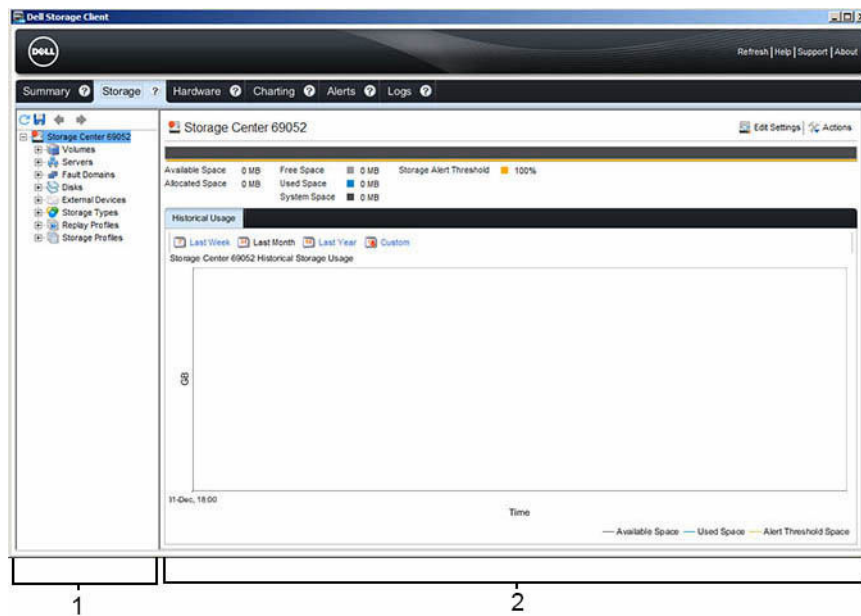 Dell Storage Client
DELL
Refresh | Help | Support | About
Summary ? Storage ? Hardware ? Charting ? Alerts ? Logs ?
Storage Center 69052
Volumes
Servers
Fault Domains
Disks
External Devices
Storage Types
Replay Profiles
Storage Profiles
Storage Center 69052
Edit Settings | Actions
Available Space 0 MB Free Space 0 MB Storage Alert Threshold 100%
Allocated Space 0 MB Used Space 0 MB
System Space 0 MB
Historical Usage
Last Week Last Month Last Year Custom
Storage Center 69052 Historical Storage Usage
GB
31-Dec, 18:00
Time
Available Space Used Space Alert Threshold Space
1
2